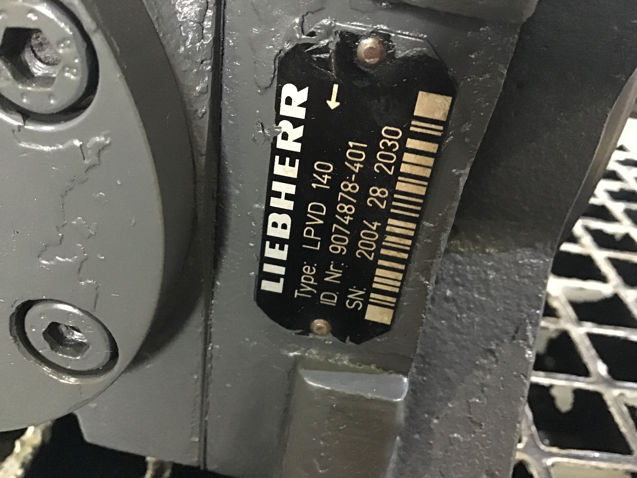 LIEBHERR
Type: LPVD 140
ID. Nr: 9074878-401
SN: 2004 28 2030